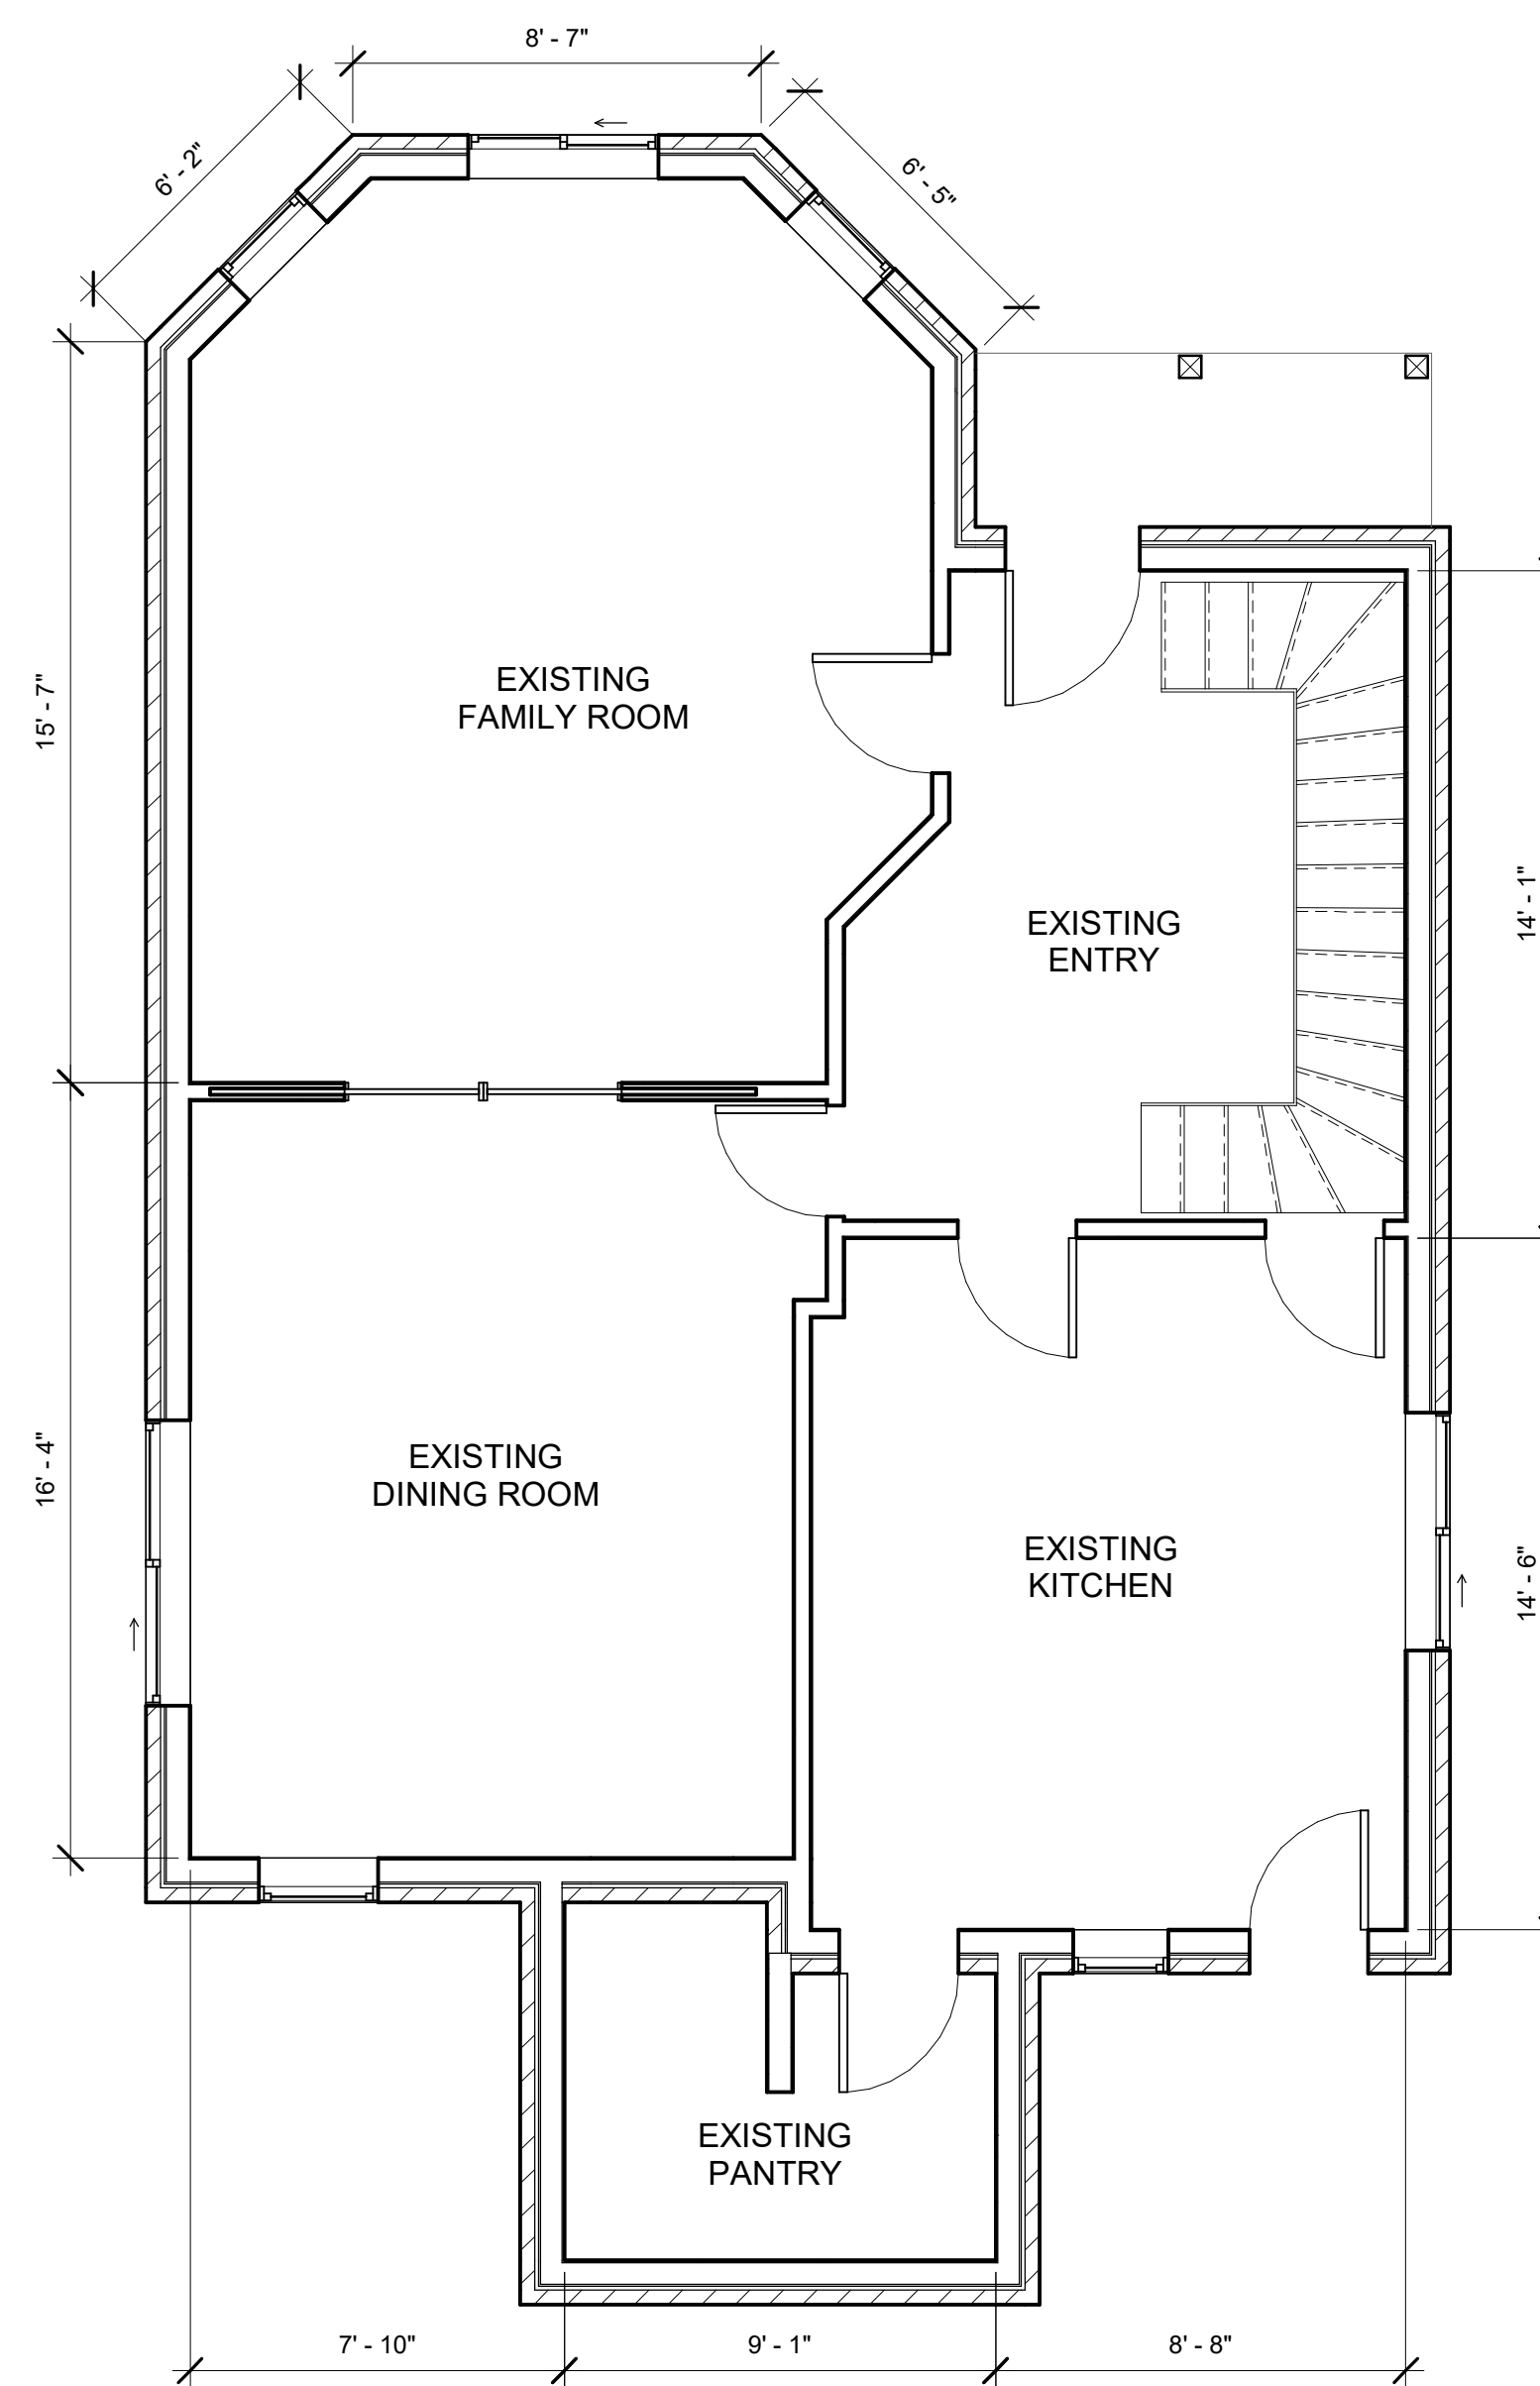 8' - 7"
6' - 2"
6' - 5"
EXISTING
FAMILY ROOM
15' - 7"
EXISTING
ENTRY
14' - 1"
EXISTING
DINING ROOM
16' - 4"
EXISTING
KITCHEN
14' - 6"
EXISTING
PANTRY
7' - 10"
9' - 1"
8' - 8"